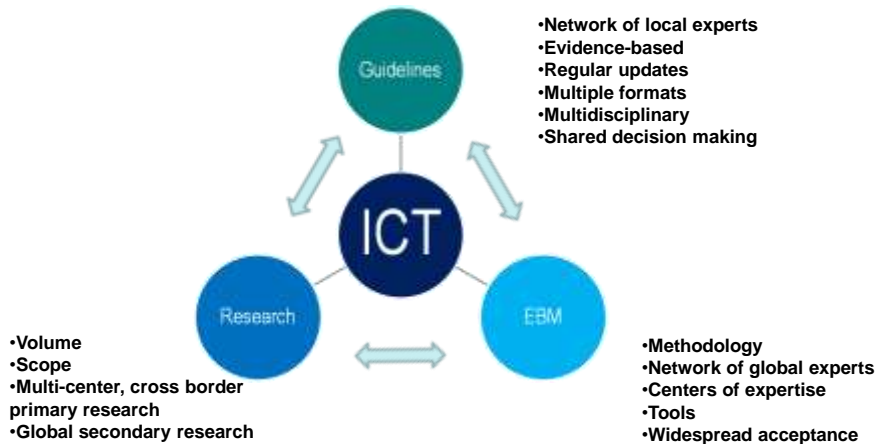 Guidelines
•Network of local experts
•Evidence-based
•Regular updates
•Multiple formats
•Multidisciplinary
•Shared decision making
ICT
Research
EBM
•Volume
•Scope
•Multi-center, cross border
primary research
•Global secondary research
•Methodology
•Network of global experts
•Centers of expertise
•Tools
•Widespread acceptance